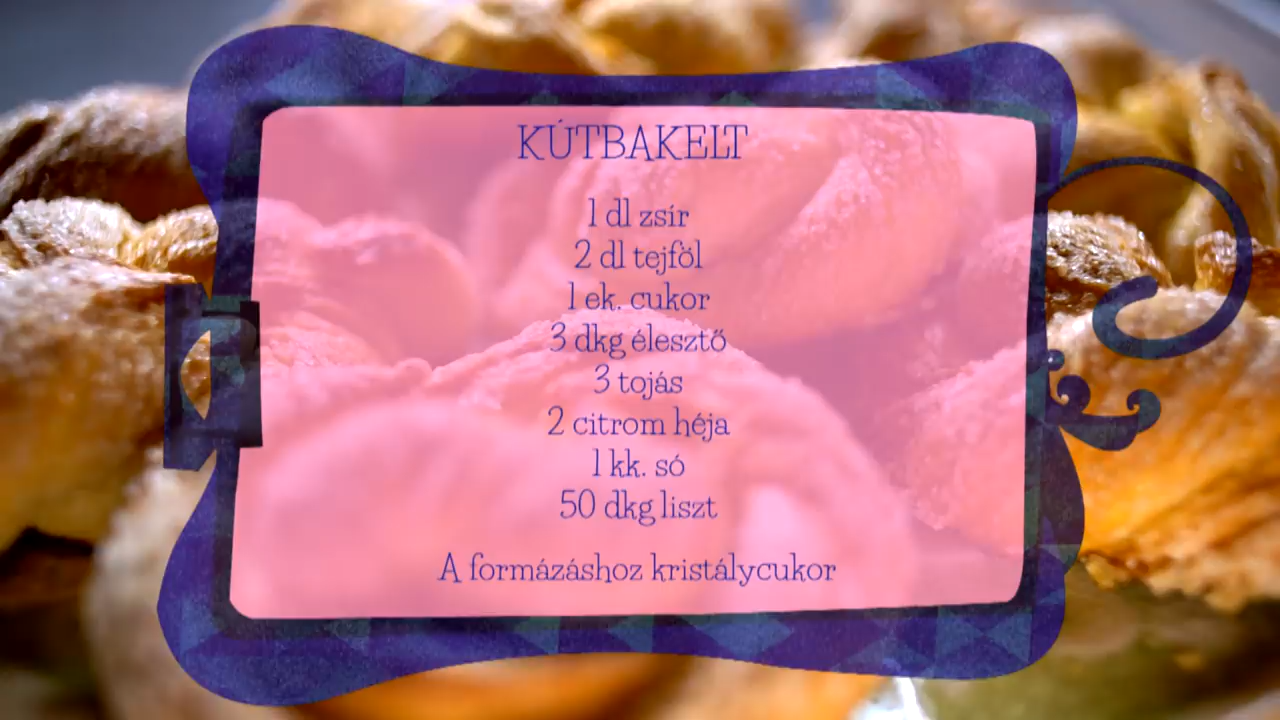 KÚTBAKELT
1 dl zsír
2 dl tejföl
1 ek. cukor
3 dkg élesztő
3 tojás
2 citrom héja
1 kk. só
50 dkg liszt
A formázáshoz kristálycukor